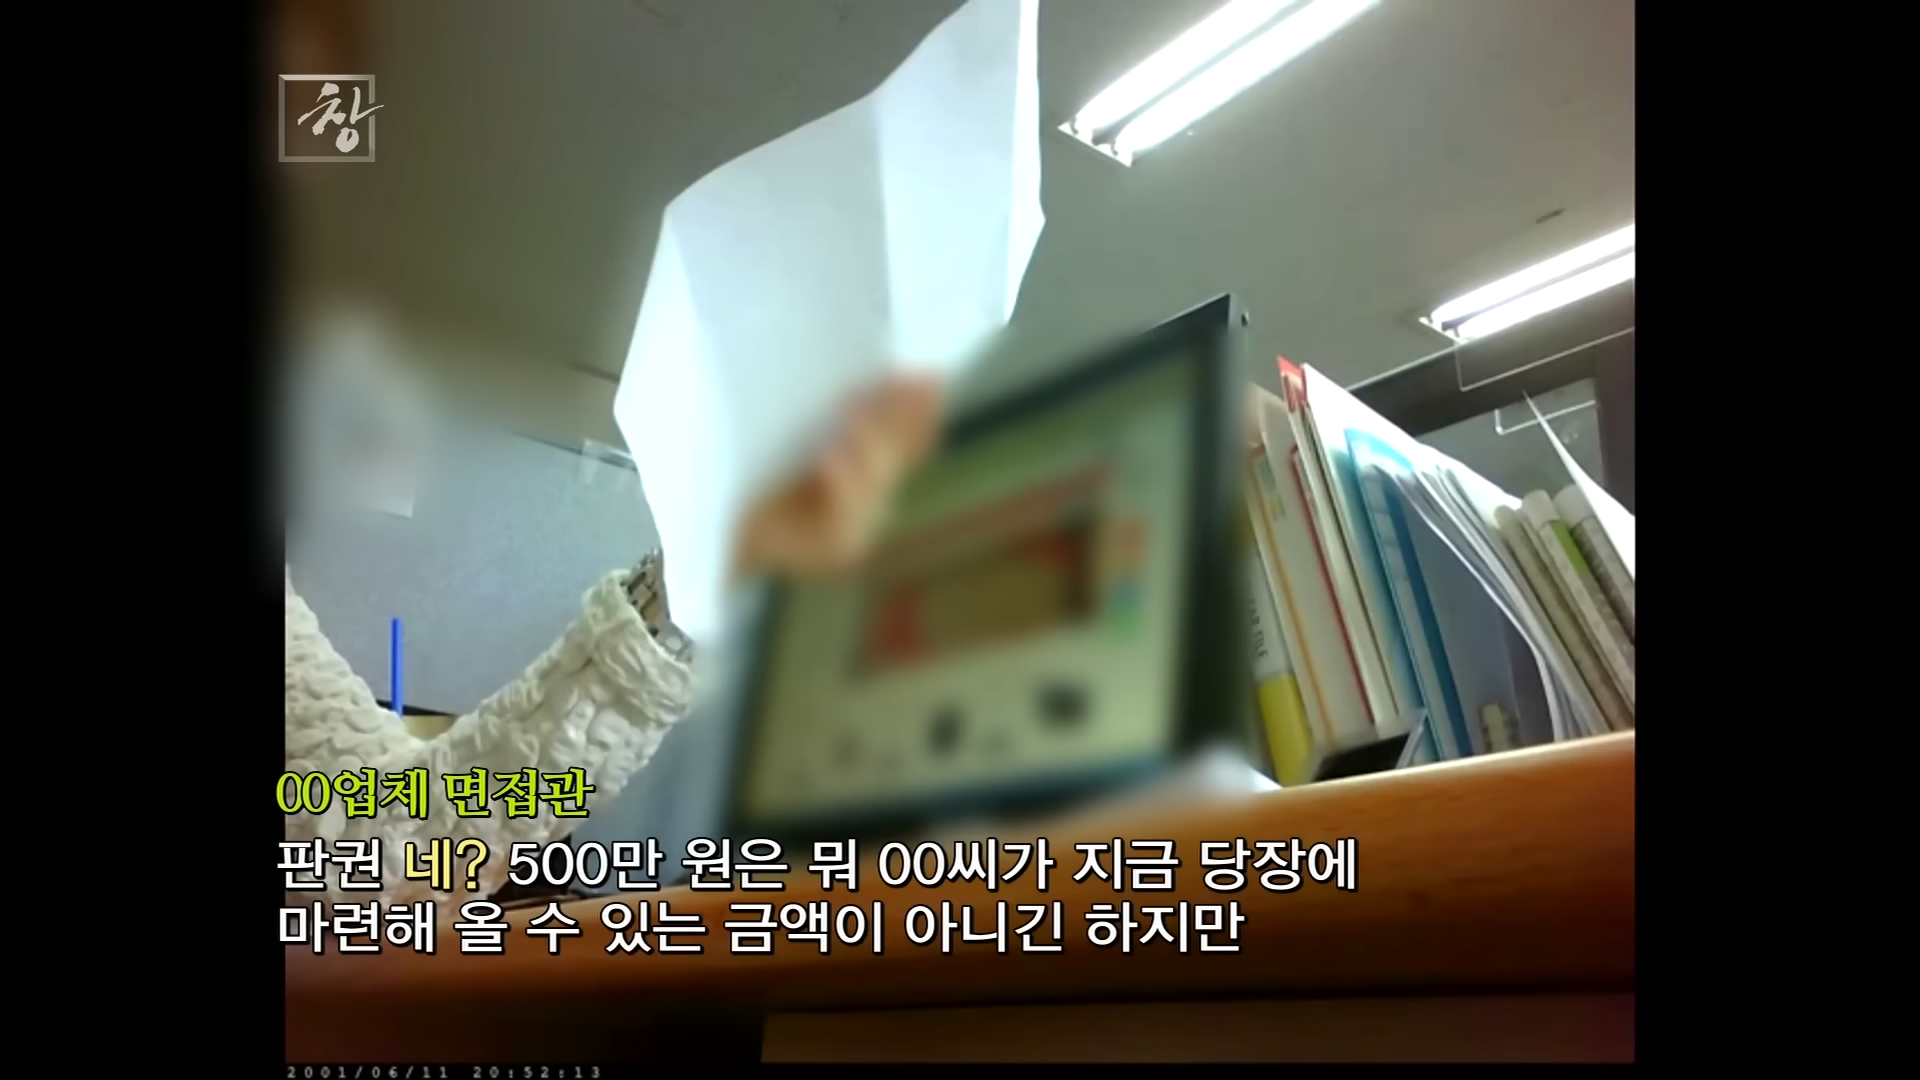 창
00업체 면접관
판권 네? 500만 원은 뭐 00씨가 지금 당장에
마련해 올 수 있는 금액이 아니긴 하지만
2001/06/11 20:52:13